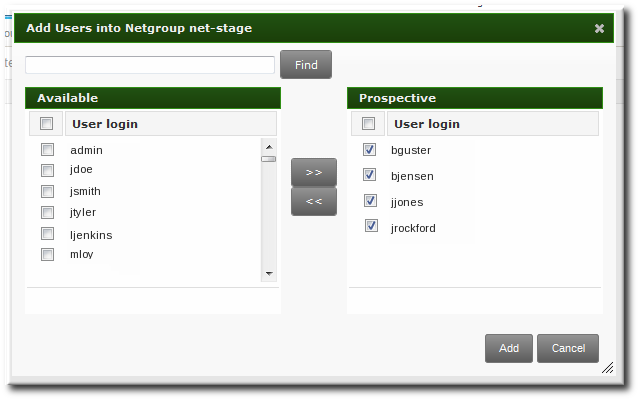 Add Users into Netgroup net-stage
Find
Available
User login
admin
jdoe
jsmith
jtyler
ljenkins
mloy
>>
<<
Prospective
User login
bguster
bjensen
jjones
jrockford
Add
Cancel